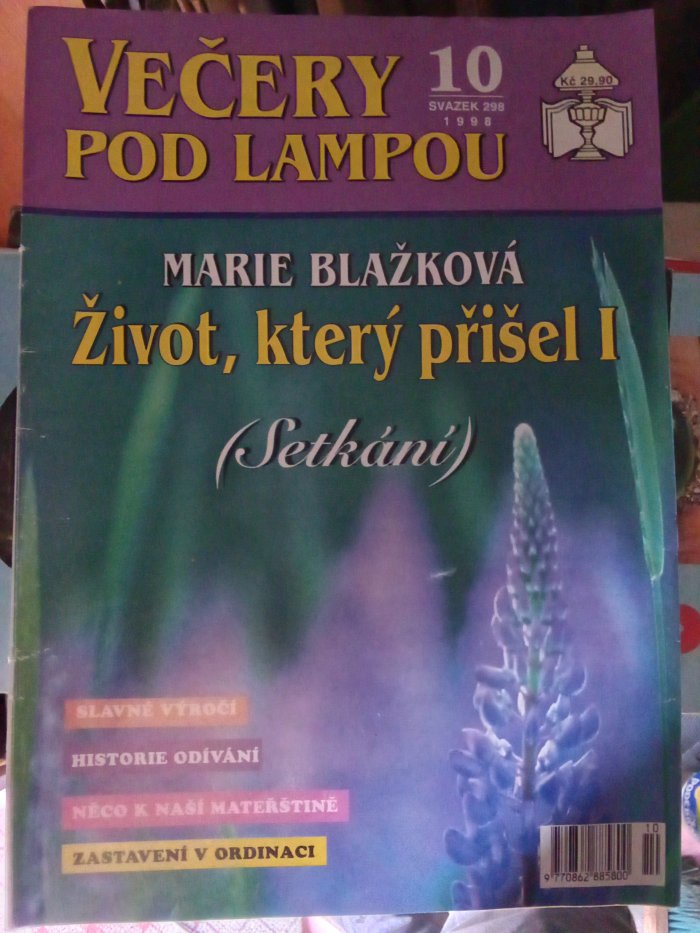 VEČERY
POD LAMPOU
10
SVAZEK 298
1998
Kč 29,90
MARIE BLAŽKOVÁ
Život, který přišel I
(Setkání)
SLAVNÉ VÝROČÍ
HISTORIE ODÍVÁNÍ
NĚCO K NAŠÍ MATEŘŠTINĚ
ZASTAVENÍ V ORDINACI
10
9 770862 885800